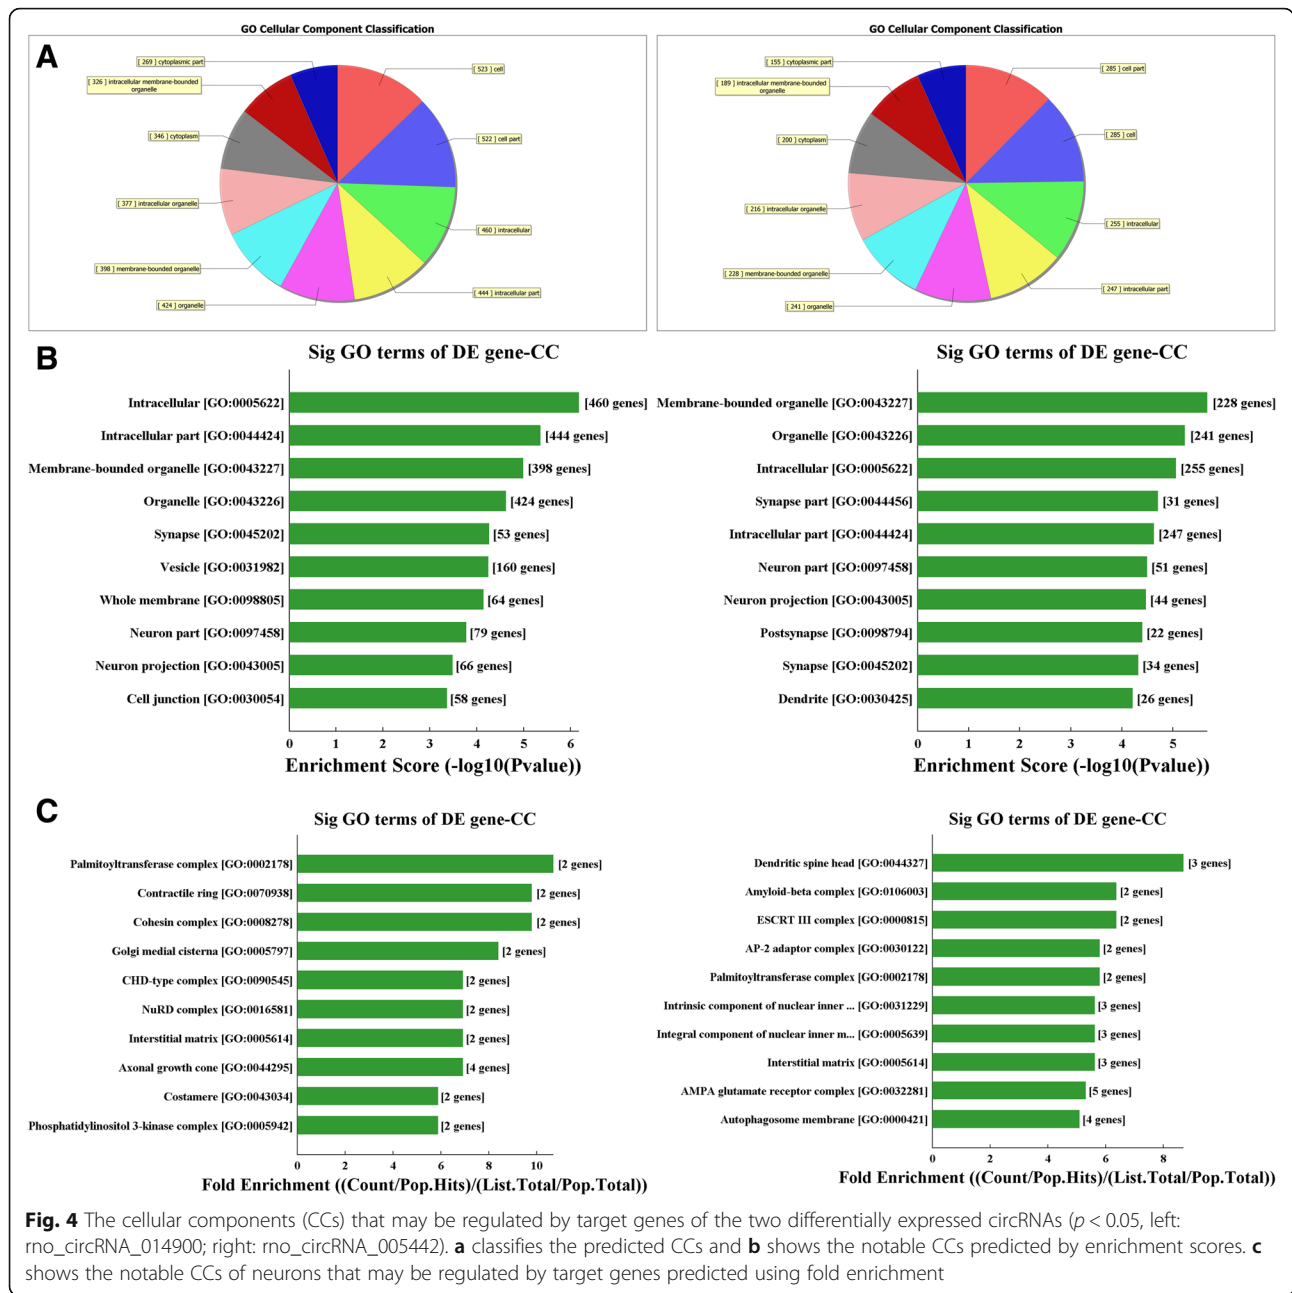 A
GO Cellular Component Classification
[ 269 ] cytoplasmic part
[ 523 ] cell
[ 326 ] intracellular membrane-bounded
organelle
[ 346 ] cytoplasm
[ 522 ] cell part
[ 377 ] intracellular organelle
[ 460 ] intracellular
[ 398 ] membrane-bounded organelle
[ 444 ] intracellular part
[ 424 ] organelle
GO Cellular Component Classification
[ 155 ] cytoplasmic part
[ 285 ] cell part
[ 189 ] intracellular membrane-bounded
organelle
[ 200 ] cytoplasm
[ 285 ] cell
[ 216 ] intracellular organelle
[ 255 ] intracellular
[ 228 ] membrane-bounded organelle
[ 247 ] intracellular part
[ 241 ] organelle
B
Sig GO terms of DE gene-CC
Intracellular [GO:0005622] [460 genes]
Intracellular part [GO:0044424] [444 genes]
Membrane-bounded organelle [GO:0043227] [398 genes]
Organelle [GO:0043226] [424 genes]
Synapse [GO:0045202] [53 genes]
Vesicle [GO:0031982] [160 genes]
Whole membrane [GO:0098805] [64 genes]
Neuron part [GO:0097458] [79 genes]
Neuron projection [GO:0043005] [66 genes]
Cell junction [GO:0030054] [58 genes]
0 1 2 3 4 5 6
Enrichment Score (-log10(Pvalue))
Sig GO terms of DE gene-CC
Membrane-bounded organelle [GO:0043227] [228 genes]
Organelle [GO:0043226] [241 genes]
Intracellular [GO:0005622] [255 genes]
Synapse part [GO:0044456] [31 genes]
Intracellular part [GO:0044424] [247 genes]
Neuron part [GO:0097458] [51 genes]
Neuron projection [GO:0043005] [44 genes]
Postsynapse [GO:0098794] [22 genes]
Synapse [GO:0045202] [34 genes]
Dendrite [GO:0030425] [26 genes]
0 1 2 3 4 5
Enrichment Score (-log10(Pvalue))
C
Sig GO terms of DE gene-CC
Palmitoyltransferase complex [GO:0002178] [2 genes]
Contractile ring [GO:0070938] [2 genes]
Cohesin complex [GO:0008278] [2 genes]
Golgi medial cisterna [GO:0005797] [2 genes]
CHD-type complex [GO:0090545] [2 genes]
NuRD complex [GO:0016581] [2 genes]
Interstitial matrix [GO:0005614] [2 genes]
Axonal growth cone [GO:0044295] [4 genes]
Costamere [GO:0043034] [2 genes]
Phosphatidylinositol 3-kinase complex [GO:0005942] [2 genes]
0 2 4 6 8 10
Fold Enrichment ((Count/Pop.Hits)/(List.Total/Pop.Total))
Sig GO terms of DE gene-CC
Dendritic spine head [GO:0044327] [3 genes]
Amyloid-beta complex [GO:0106003] [2 genes]
ESCRT III complex [GO:0000815] [2 genes]
AP-2 adaptor complex [GO:0030122] [2 genes]
Palmitoyltransferase complex [GO:0002178] [2 genes]
Intrinsic component of nuclear inner ... [GO:0031229] [3 genes]
Integral component of nuclear inner m... [GO:0005639] [3 genes]
Interstitial matrix [GO:0005614] [3 genes]
AMPA glutamate receptor complex [GO:0032281] [5 genes]
Autophagosome membrane [GO:0000421] [4 genes]
0 2 4 6 8
Fold Enrichment ((Count/Pop.Hits)/(List.Total/Pop.Total))
Fig. 4 The cellular components (CCs) that may be regulated by target genes of the two differentially expressed circRNAs (p < 0.05, left:
rno_circRNA_014900; right: rno_circRNA_005442). a classifies the predicted CCs and b shows the notable CCs predicted by enrichment scores. c
shows the notable CCs of neurons that may be regulated by target genes predicted using fold enrichment